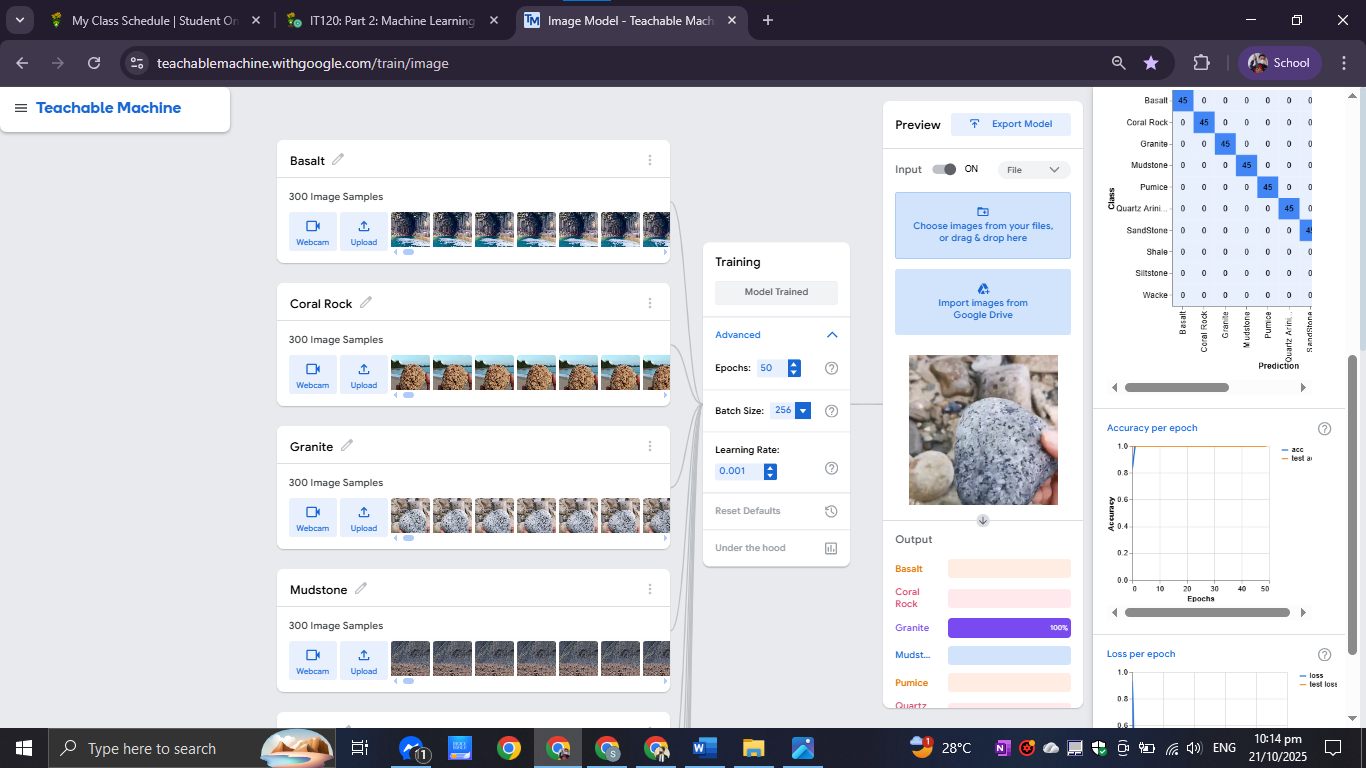 My Class Schedule | Student On
IT120: Part 2: Machine Learning
Image Model - Teachable Mach
teachablemachine.withgoogle.com/train/image
School
Teachable Machine
Basalt
300 Image Samples
Webcam
Upload
Coral Rock
300 Image Samples
Webcam
Upload
Granite
300 Image Samples
Webcam
Upload
Mudstone
300 Image Samples
Webcam
Upload
Training
Model Trained
Advanced
Epochs: 50
Batch Size: 256
Learning Rate:
0.001
Reset Defaults
Under the hood
Preview
Export Model
Input ON File
Choose images from your files,
or drag & drop here
Import images from
Google Drive
Output
Basalt
Coral
Rock
Granite 100%
Mudst...
Pumice
Quartz
Class
Basalt 45 0 0 0 0 0 0
Coral Rock 0 45 0 0 0 0 0
Granite 0 0 45 0 0 0 0
Mudstone 0 0 0 45 0 0 0
Pumice 0 0 0 0 45 0 0
Quartz Arini... 0 0 0 0 0 45 0
SandStone 0 0 0 0 0 0 45
Shale 0 0 0 0 0 0 0
Siltstone 0 0 0 0 0 0 0
Wacke 0 0 0 0 0 0 0
Basalt
Coral Rock
Granite
Mudstone
Pumice
Quartz Arini...
SandStone
Prediction
Accuracy per epoch
Accuracy
1.0
0.8
0.6
0.4
0.2
0.0
0 10 20 30 40 50
Epochs
acc
test a
Loss per epoch
1.0
0.8
0.6
loss
test loss
Type here to search
1
1
28°C
ENG
10:14 pm
21/10/2025